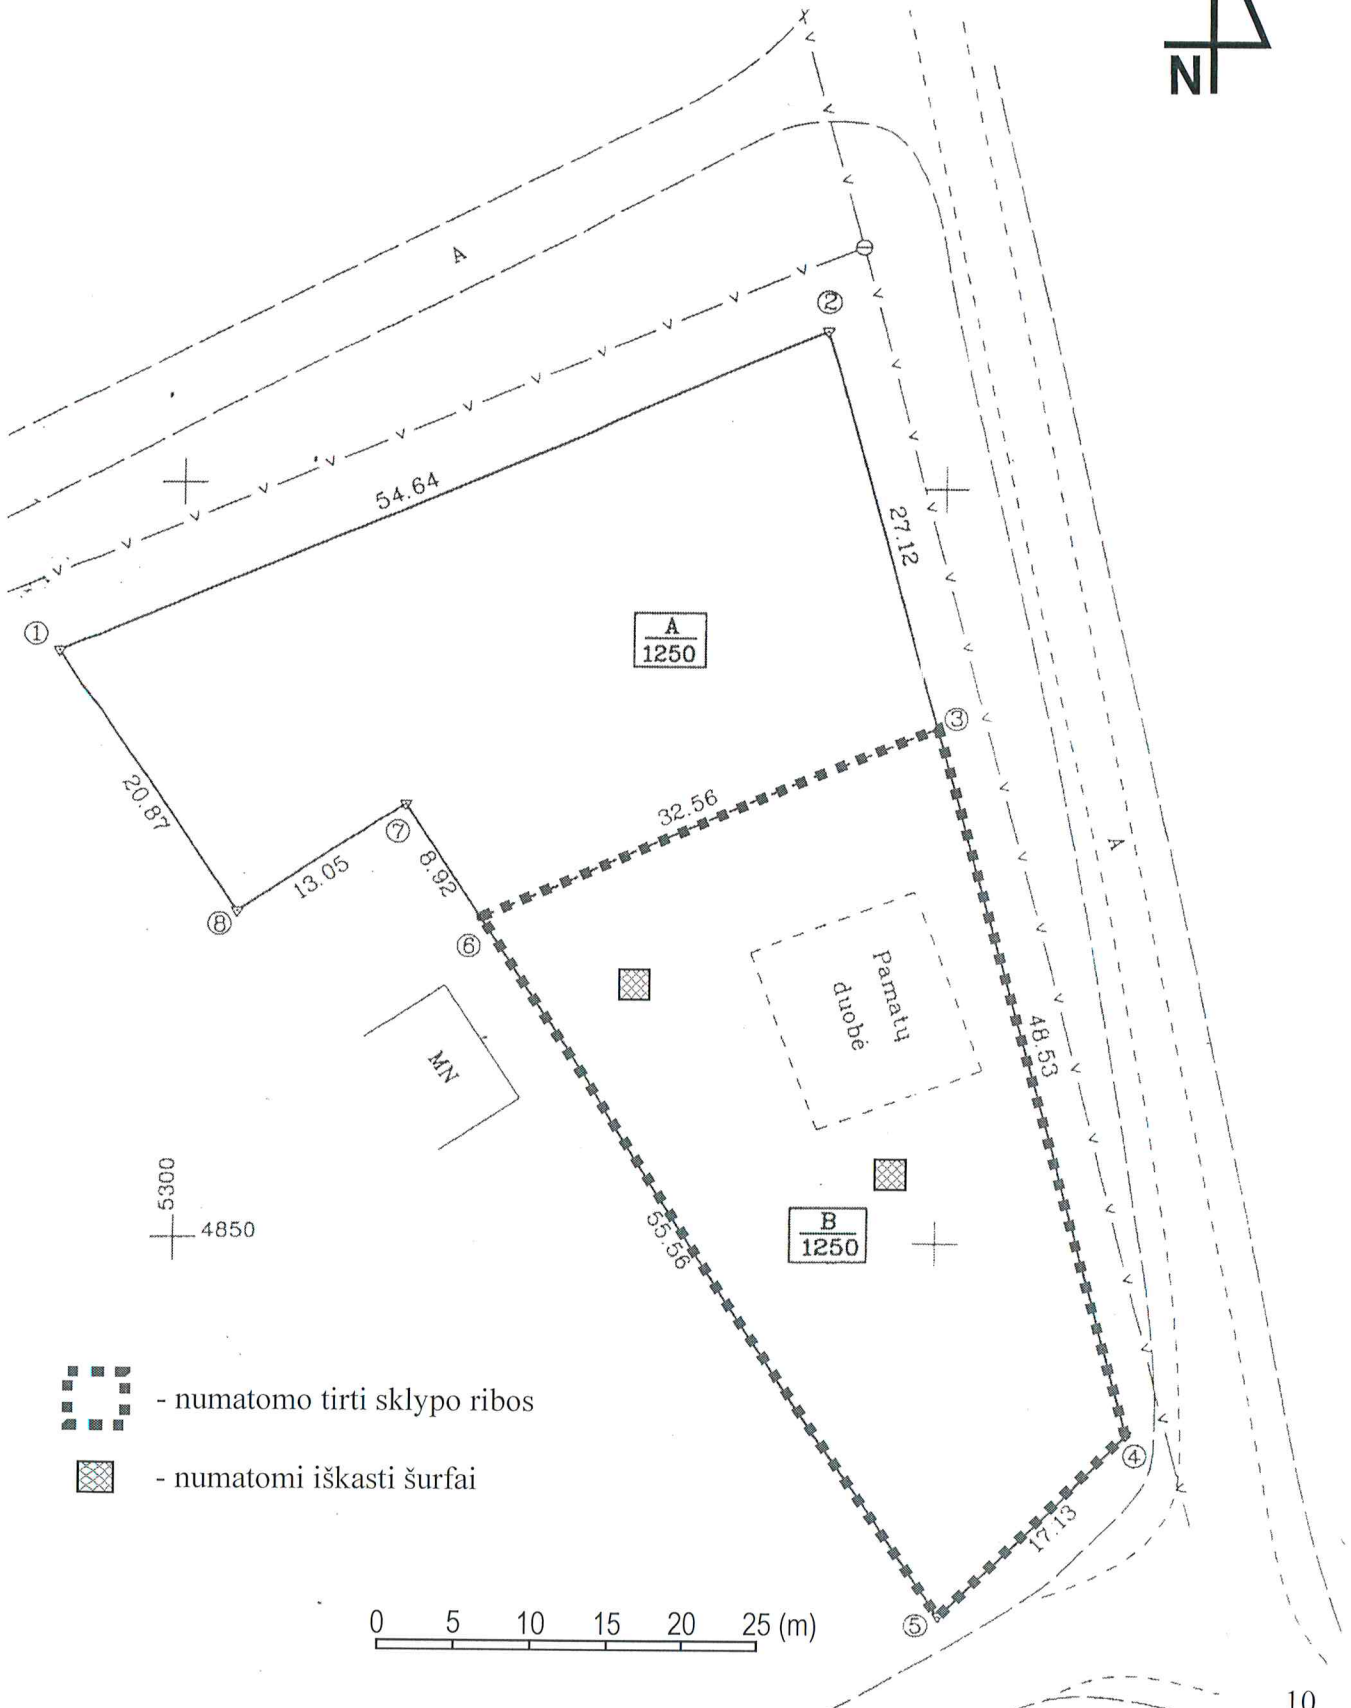 N
A
2
54.64
27.12
1
A
1250
3
20.87
32.56
7
8.92
13.05
A
8
6
Pamatų
duobė
48.53
MN
5300
4850
55.56
B
1250
- numatomo tirti sklypo ribos
4
- numatomi iškasti šurfai
17.13
5
0 5 10 15 20 25 (m)
10